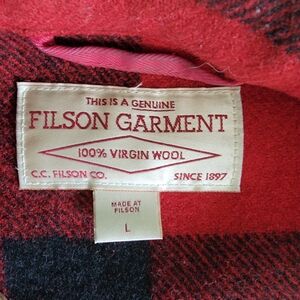 THIS IS A GENUINE
FILSON GARMENT
100% VIRGIN WOOL
C.C. FILSON CO. SINCE 1897
MADE AT
FILSON
L